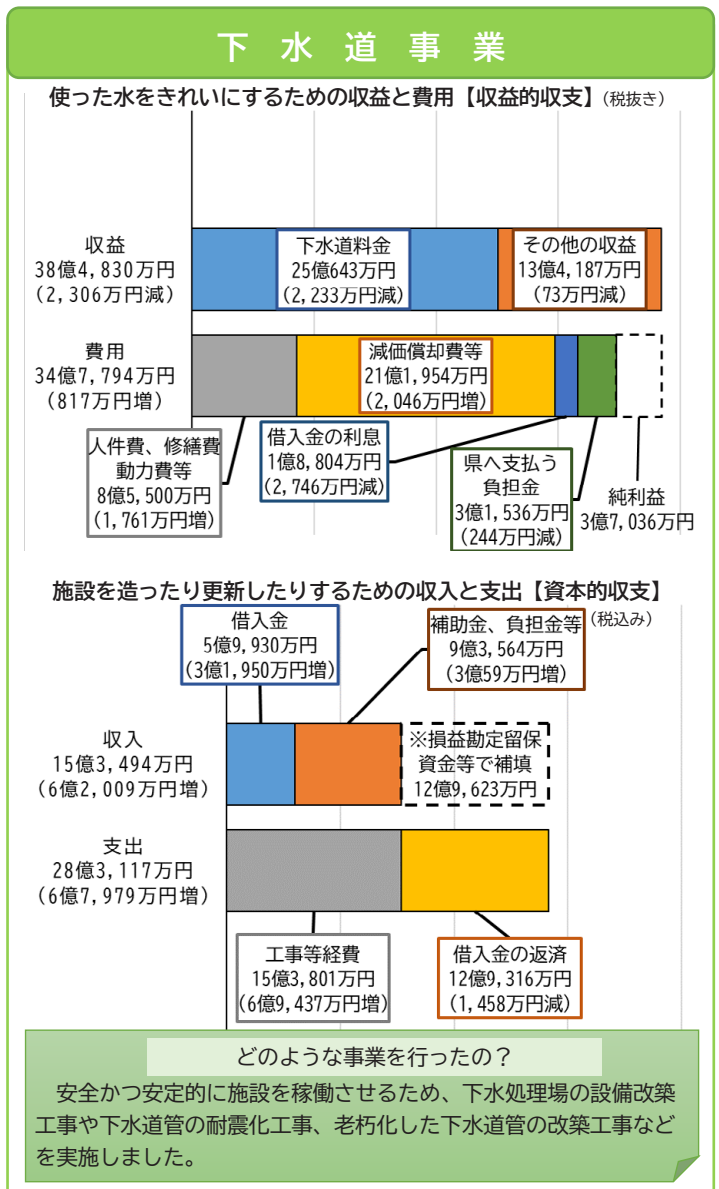 下水道事業
使った水をきれいにするための収益と費用【収益的収支】(税抜き)
収益
38億4,830万円
(2,306万円減)
下水道料金
25億643万円
(2,233万円減)
その他の収益
13億4,187万円
(73万円減)
費用
34億7,794万円
(817万円増)
減価償却費等
21億1,954万円
(2,046万円増)
人件費、修繕費
動力費等
8億5,500万円
(1,761万円増)
借入金の利息
1億8,804万円
(2,746万円減)
県へ支払う
負担金
3億1,536万円
(244万円減)
純利益
3億7,036万円
施設を造ったり更新したりするための収入と支出【資本的収支】
(税込み)
借入金
5億9,930万円
(3億1,950万円増)
補助金、負担金等
9億3,564万円
(3億59万円増)
収入
15億3,494万円
(6億2,009万円増)
※損益勘定留保
資金等で補填
12億9,623万円
支出
28億3,117万円
(6億7,979万円増)
工事等経費
15億3,801万円
(6億9,437万円増)
借入金の返済
12億9,316万円
(1,458万円減)
どのような事業を行ったの?
安全かつ安定的に施設を稼働させるため、下水処理場の設備改築
工事や下水道管の耐震化工事、老朽化した下水道管の改築工事など
を実施しました。